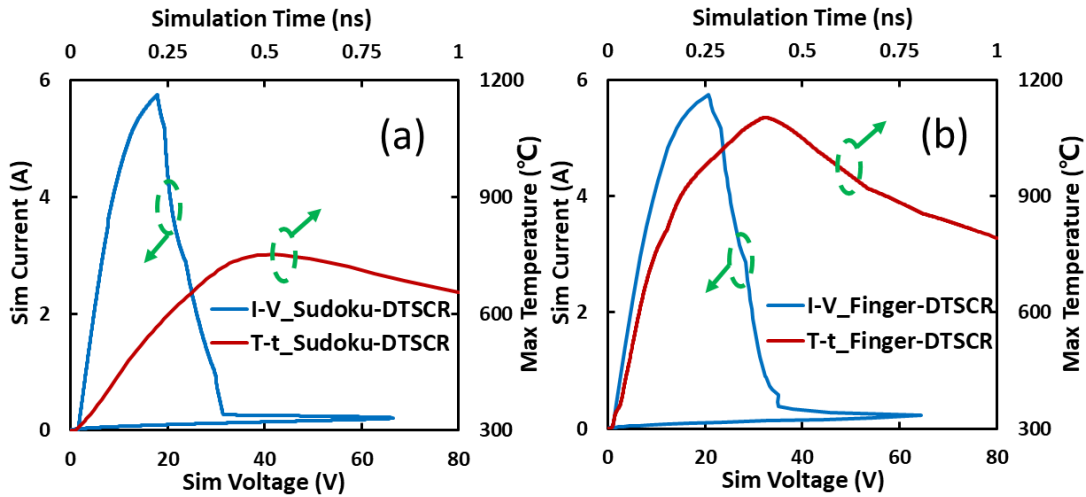 Simulation Time (ns)
0 0.25 0.5 0.75 1
6 4 2 0
Sim Current (A)
(a)
1200 900 600 300
Max Temperature (℃)
I-V_Sudoku-DTSCR
T-t_Sudoku-DTSCR
0 20 40 60 80
Sim Voltage (V)
Simulation Time (ns)
0 0.25 0.5 0.75 1
6 4 2 0
Sim Current (A)
(b)
1200 900 600 300
Max Temperature (℃)
I-V_Finger-DTSCR
T-t_Finger-DTSCR
0 20 40 60 80
Sim Voltage (V)